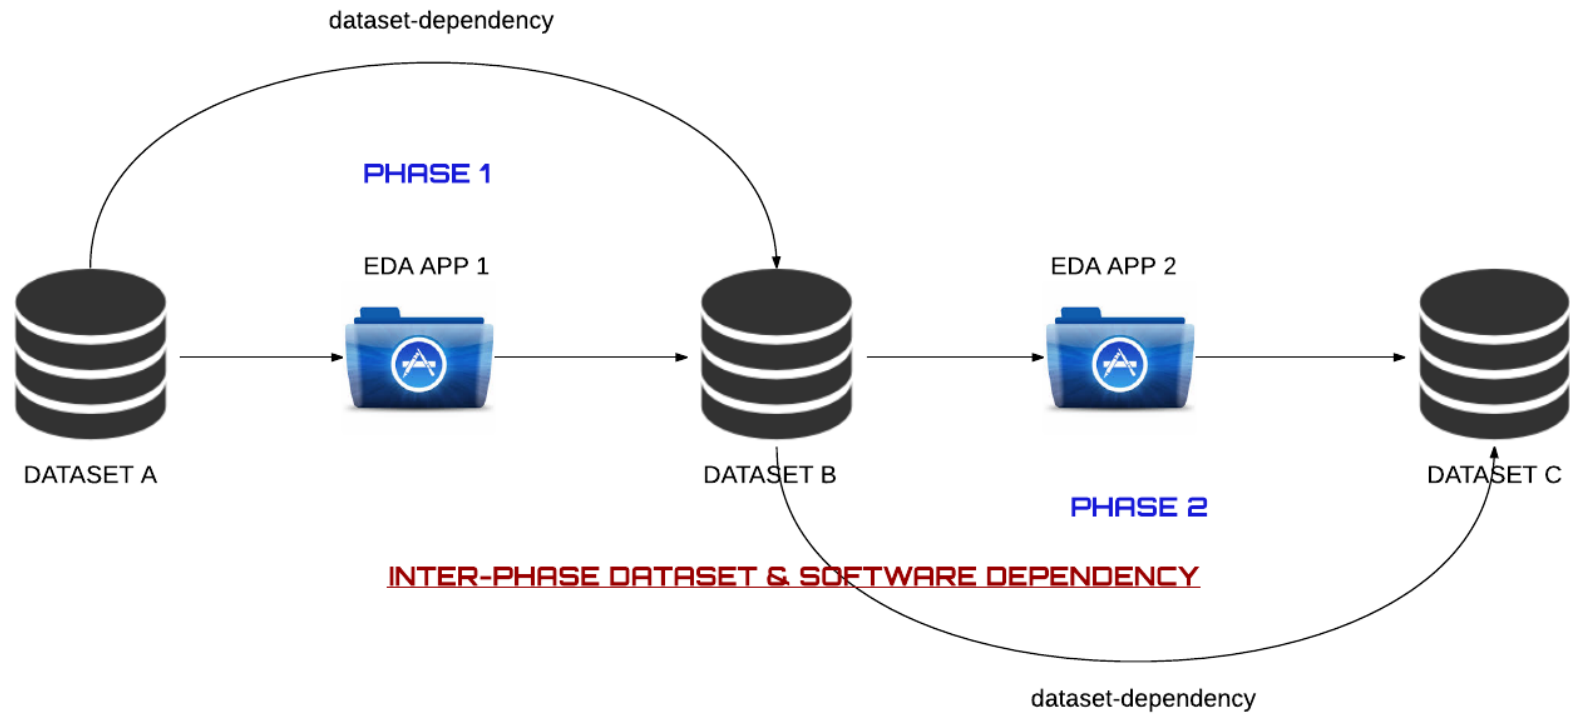 dataset-dependency
PHASE 1
EDA APP 1
EDA APP 2
DATASET A
DATASET B
DATASET C
PHASE 2
INTER-PHASE DATASET & SOFTWARE DEPENDENCY
dataset-dependency